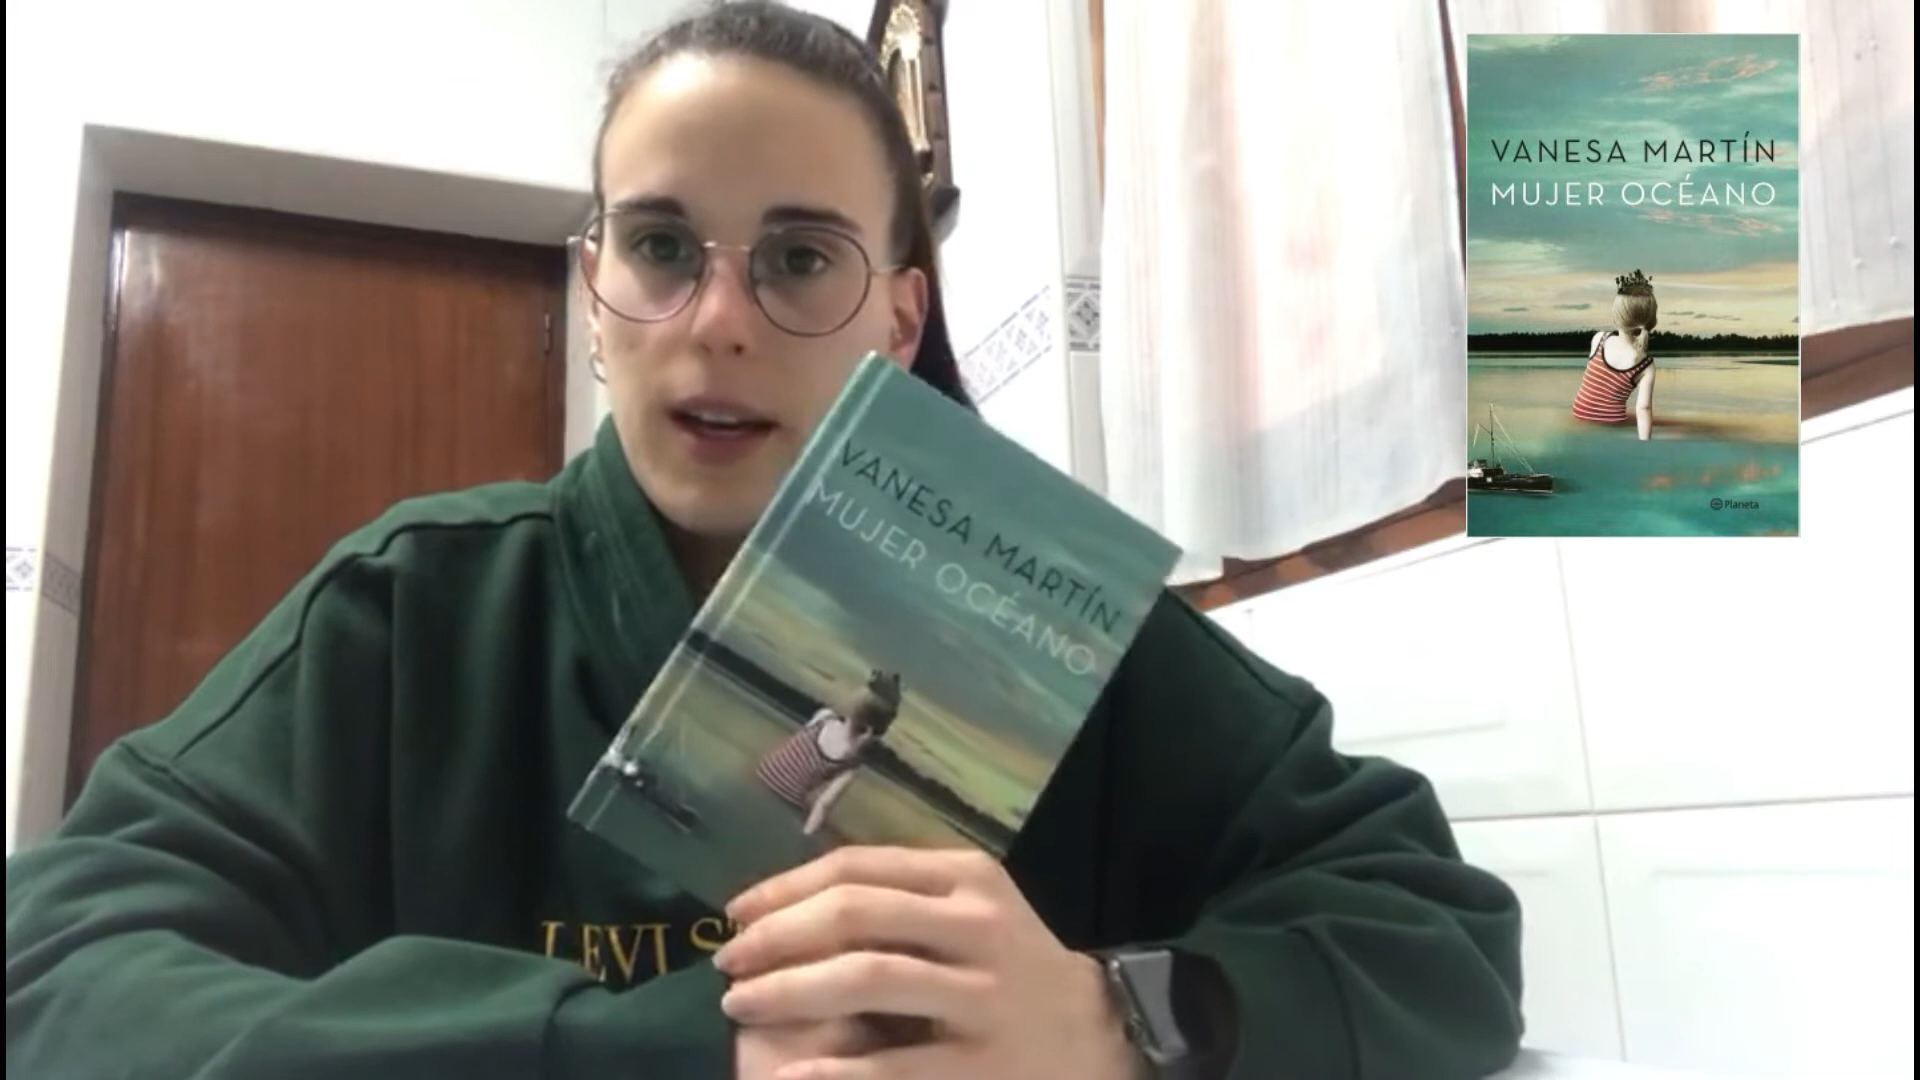 VANESA MARTÍN
MUJER OCÉANO
Planeta
VANESA MARTÍN
MUJER OCÉANO
LEVI S